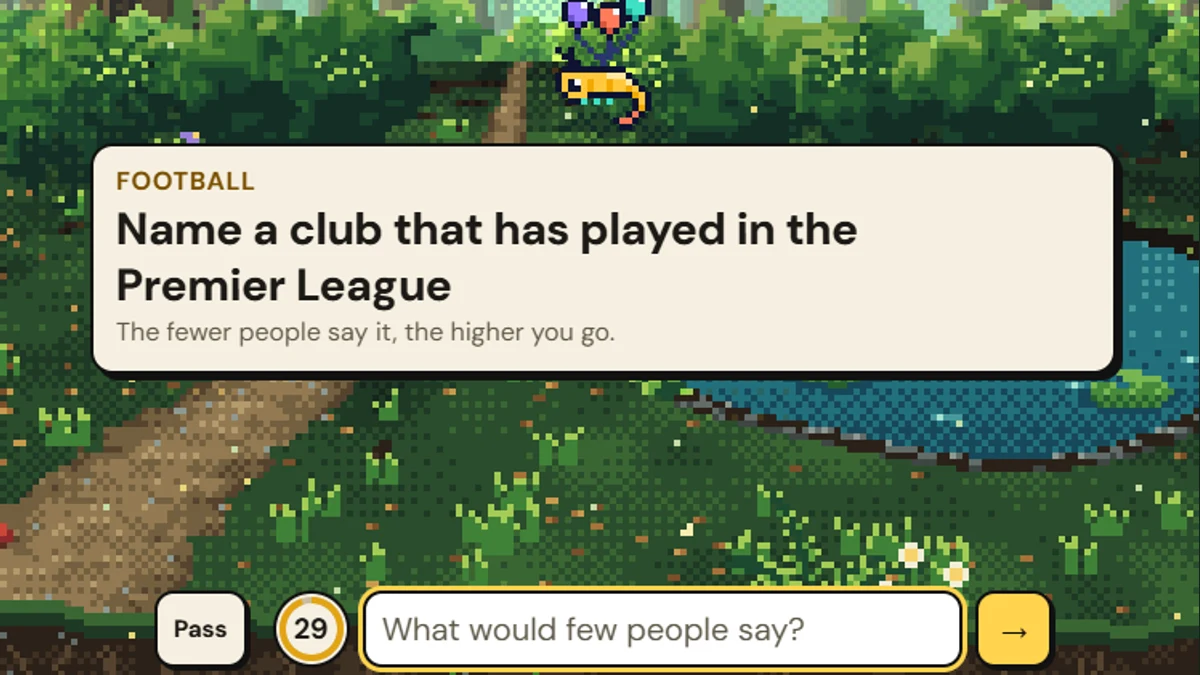 FOOTBALL
Name a club that has played in the
Premier League
The fewer people say it, the higher you go.
Pass
29
What would few people say?
→